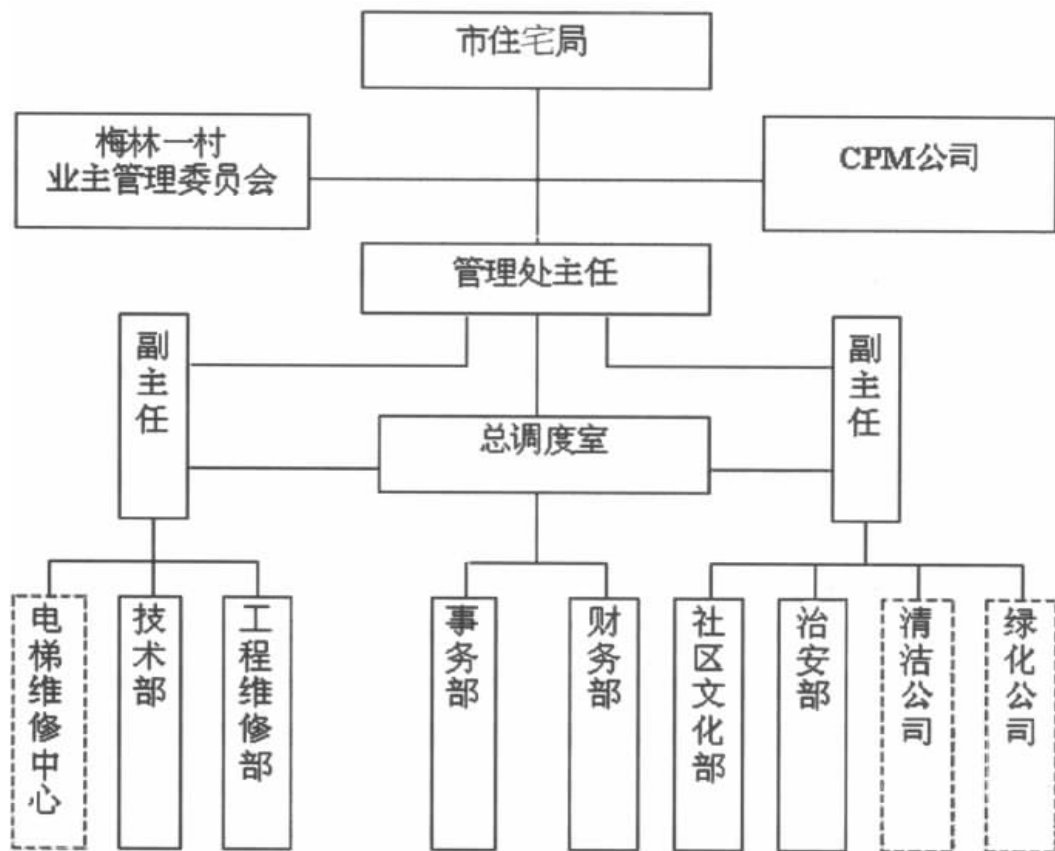 市住宅局
梅林一村
业主管理委员会
CPM公司
管理处主任
副主任
副主任
总调度室
电梯维修中心
技术部
工程维修部
事务部
财务部
社区文化部
治安部
清洁公司
绿化公司